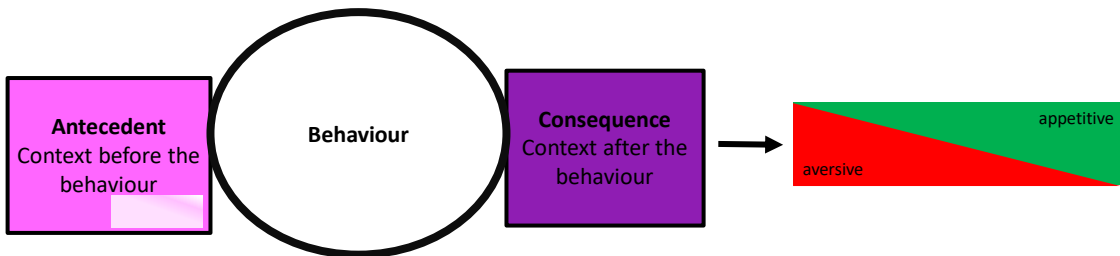 Antecedent
Context before the
behaviour
Behaviour
Consequence
Context after the
behaviour
appetitive
aversive